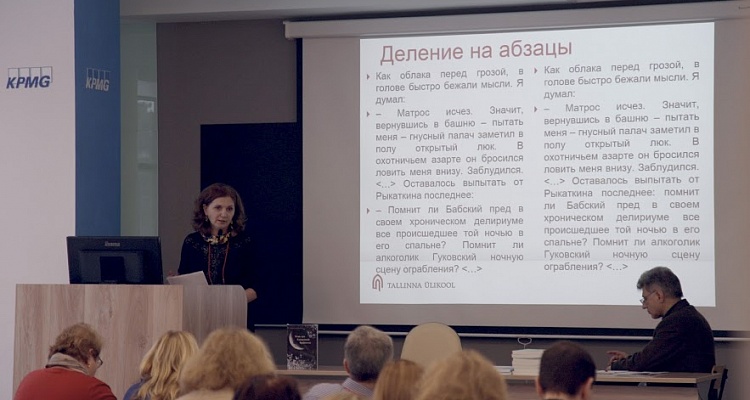 KPMG
KPMG
Деление на абзацы
Как облака перед грозой, в
голове быстро бежали мысли. Я
думал:
– Матрос исчез. Значит,
вернувшись в башню – пытать
меня – гнусный палач заметил в
полу открытый люк. В
охотничьем азарте он бросился
ловить меня внизу. Заблудился.
<...> Оставалось выпытать от
Рыкаткина последнее:
– Помнит ли Бабский пред в
своем хроническом делириуме
все происшедшее той ночью в
его спальне? Помнит ли
алкоголик Гуковский ночную
сцену ограбления? <...>
Как облака перед грозой, в
голове быстро бежали мысли. Я
думал:
– Матрос исчез. Значит,
вернувшись в башню – пытать
меня – гнусный палач заметил в
полу открытый люк. В
охотничьем азарте он бросился
ловить меня внизу. Заблудился.
<...> Оставалось выпытать от
Рыкаткина последнее: помнит
ли Бабский пред в своем
хроническом делириуме все
происшедшее той ночью в его
спальне? Помнит ли алкоголик
Гуковский ночную сцену
ограбления? <...>
TALLINNA ÜLIKOOL